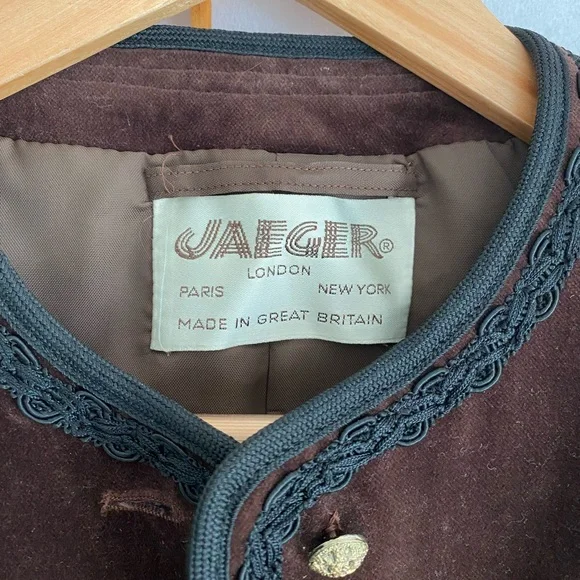 JAEGER®
LONDON
PARIS NEW YORK
MADE IN GREAT BRITAIN